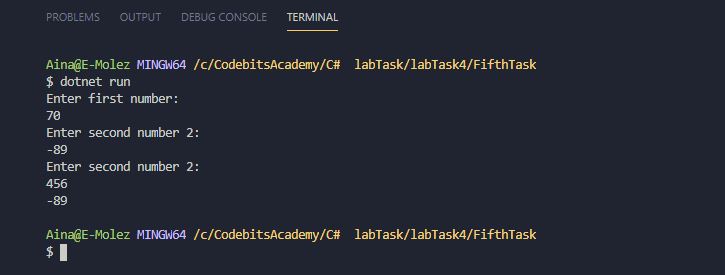 PROBLEMS OUTPUT DEBUG CONSOLE TERMINAL
Aina@E-Molez MINGW64 /c/CodebitsAcademy/C#  labTask/labTask4/FifthTask
$ dotnet run
Enter first number:
70
Enter second number 2:
-89
Enter second number 2:
456
-89
Aina@E-Molez MINGW64 /c/CodebitsAcademy/C#  labTask/labTask4/FifthTask
$